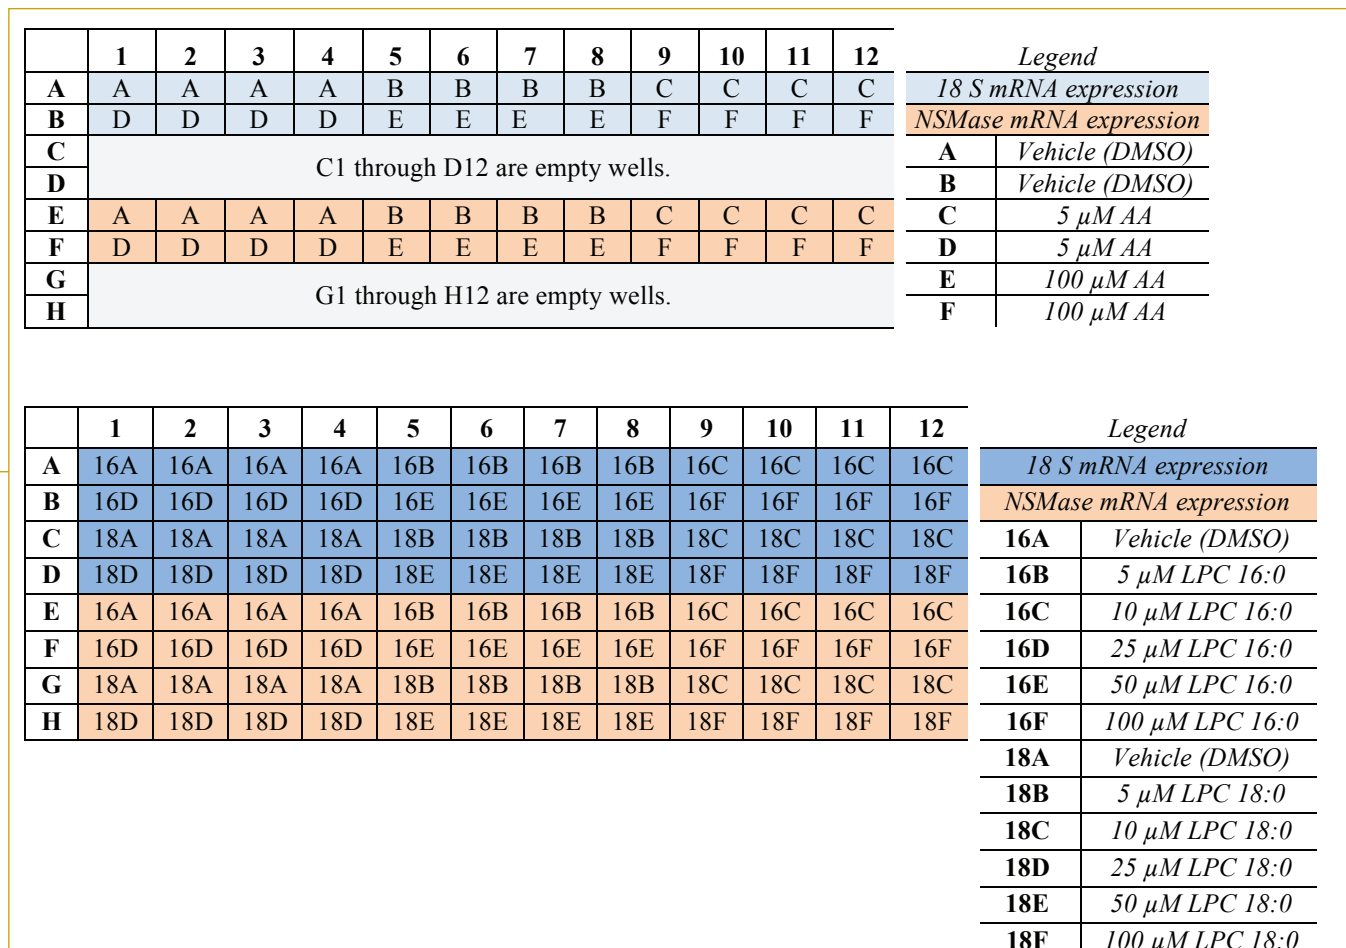 1 2 3 4 5 6 7 8 9 10 11 12 Legend
A A A A A B B B B C C C C 18 S mRNA expression
B D D D D E E E E F F F F NSMase mRNA expression
C A Vehicle (DMSO)
C1 through D12 are empty wells.
D B Vehicle (DMSO)
E A A A A B B B B C C C C C 5 µM AA
F D D D D E E E E F F F F D 5 µM AA
G E 100 µM AA
G1 through H12 are empty wells.
H F 100 µM AA
1 2 3 4 5 6 7 8 9 10 11 12 Legend
A 16A 16A 16A 16A 16B 16B 16B 16B 16C 16C 16C 16C 18 S mRNA expression
B 16D 16D 16D 16D 16E 16E 16E 16E 16F 16F 16F 16F NSMase mRNA expression
C 18A 18A 18A 18A 18B 18B 18B 18B 18C 18C 18C 18C 16A Vehicle (DMSO)
D 18D 18D 18D 18D 18E 18E 18E 18E 18F 18F 18F 18F 16B 5 µM LPC 16:0
E 16A 16A 16A 16A 16B 16B 16B 16B 16C 16C 16C 16C 16C 10 µM LPC 16:0
F 16D 16D 16D 16D 16E 16E 16E 16E 16F 16F 16F 16F 16D 25 µM LPC 16:0
G 18A 18A 18A 18A 18B 18B 18B 18B 18C 18C 18C 18C 16E 50 µM LPC 16:0
H 18D 18D 18D 18D 18E 18E 18E 18E 18F 18F 18F 18F 16F 100 µM LPC 16:0
18A Vehicle (DMSO)
18B 5 µM LPC 18:0
18C 10 µM LPC 18:0
18D 25 µM LPC 18:0
18E 50 µM LPC 18:0
18F 100 µM LPC 18:0